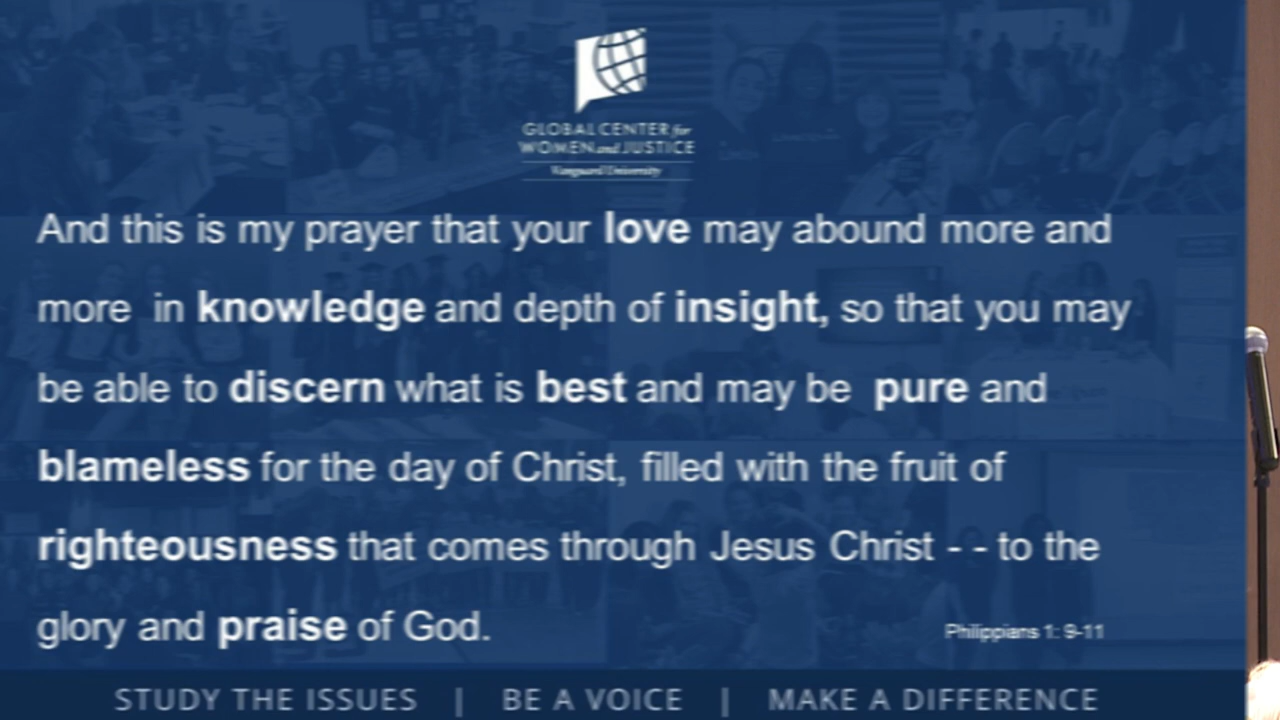 GLOBAL CENTER for
WOMEN and JUSTICE
Vanguard University
And this is my prayer that your love may abound more and
more in knowledge and depth of insight, so that you may
be able to discern what is best and may be pure and
blameless for the day of Christ, filled with the fruit of
righteousness that comes through Jesus Christ - - to the
glory and praise of God.
Philippians 1: 9-11
STUDY THE ISSUES | BE A VOICE | MAKE A DIFFERENCE